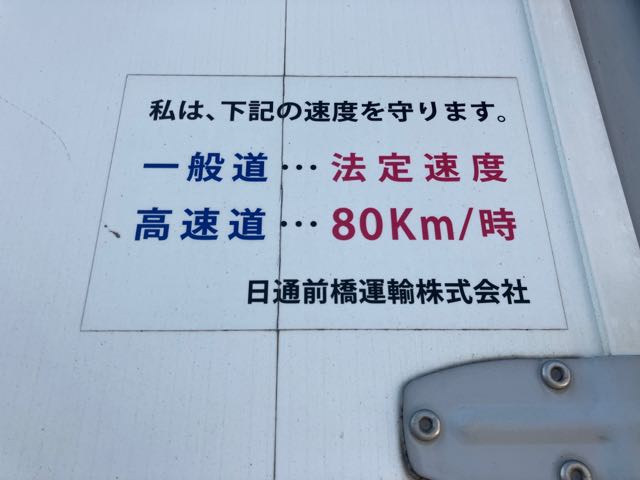 私は、下記の速度を守ります。
一般道…法定速度
高速道…80Km/時
日通前橋運輸株式会社